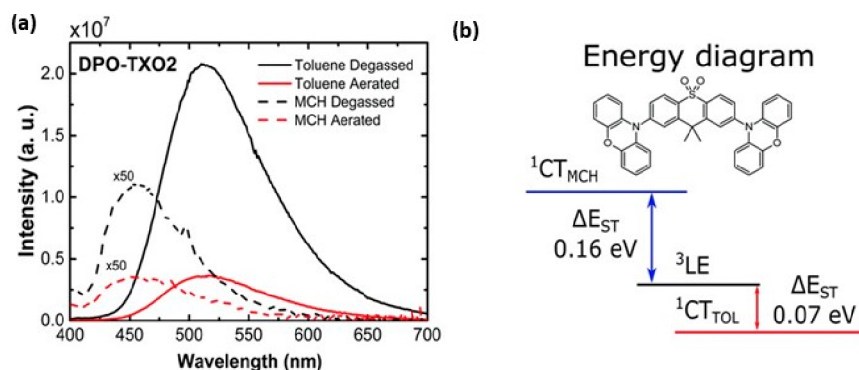 (a)
x10^7
DPO-TXO2
Toluene Degassed
Toluene Aerated
MCH Degassed
MCH Aerated
x50
x50
2.0
1.5
1.0
0.5
0.0
Intensity (a. u.)
400 450 500 550 600 650 700
Wavelength (nm)
(b)
Energy diagram
O O
S
N N
O O
¹CT_MCH
ΔE_ST
0.16 eV
³LE
¹CT_TOL
ΔE_ST
0.07 eV